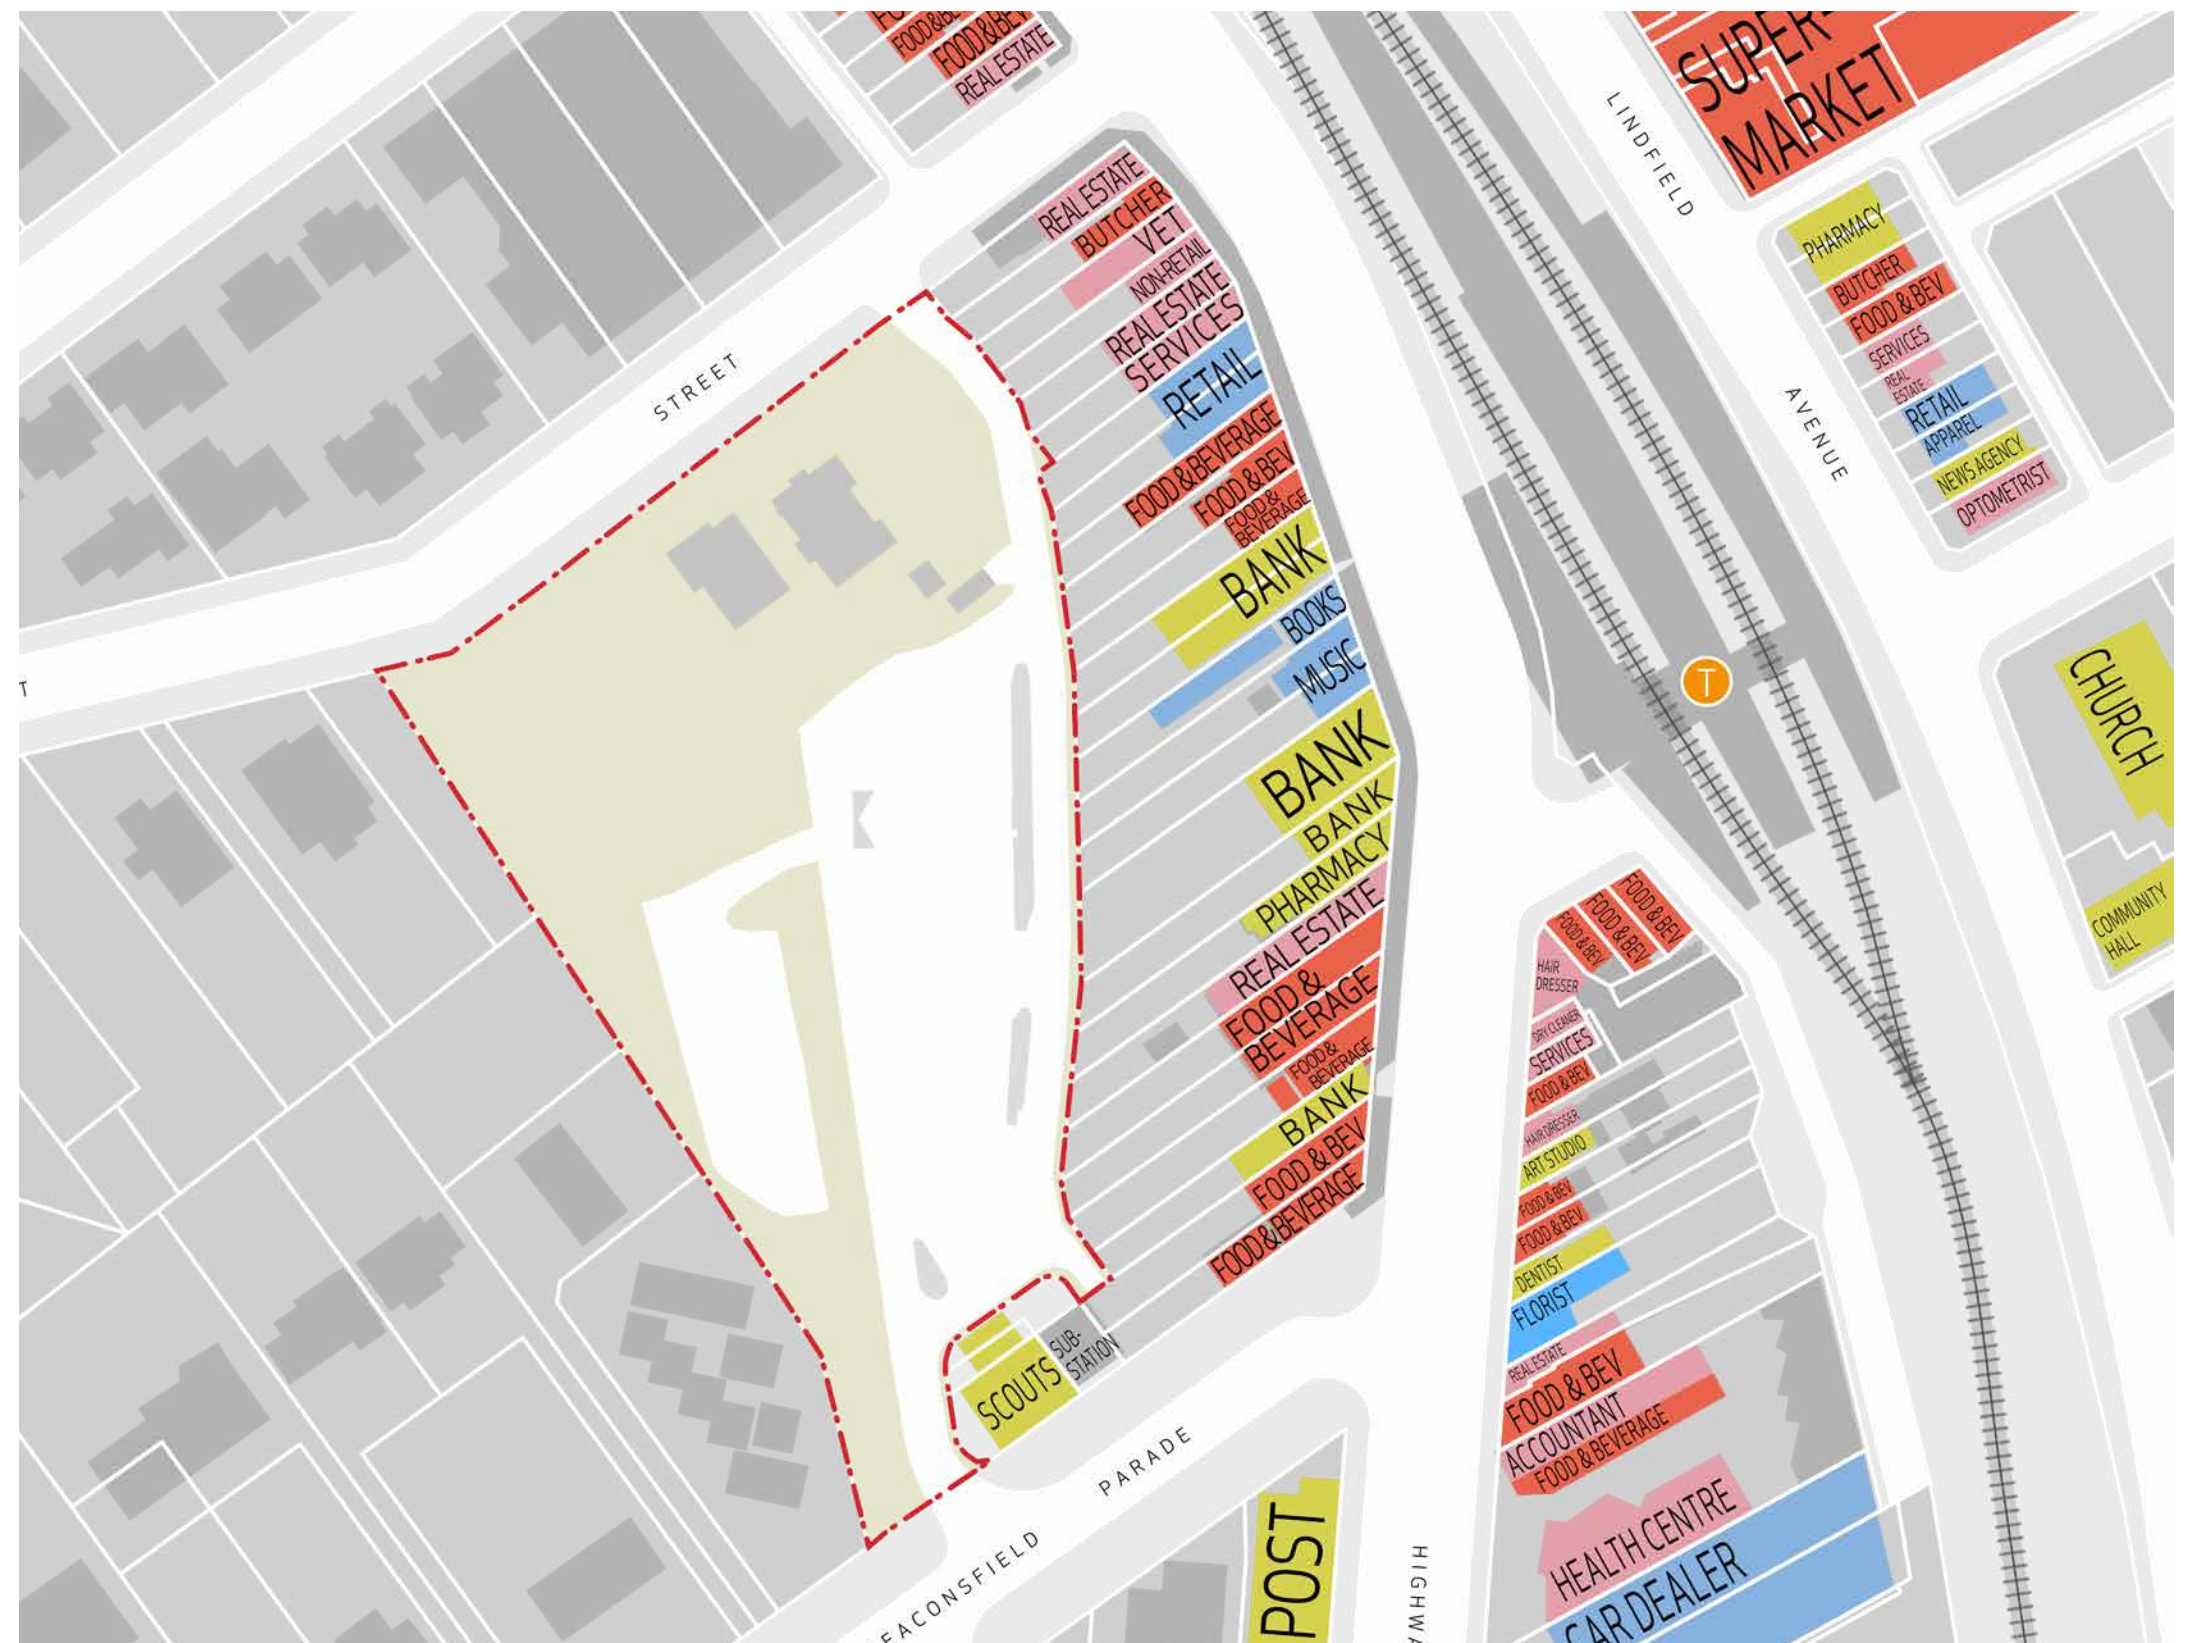 FOOD&BEV
REAL ESTATE
SUPER-
MARKET
LINDFIELD
AVENUE
STREET
T
REAL ESTATE
BUTCHER
VET
NON-RETAIL
REAL ESTATE
SERVICES
RETAIL
FOOD&BEVERAGE
FOOD & BEV
FOOD &
BEVERAGE
BANK
BOOKS
MUSIC
BANK
BANK
PHARMACY
REAL ESTATE
FOOD &
BEVERAGE
FOOD &
BEVERAGE
BANK
FOOD & BEV
FOOD&BEVERAGE
SUB-
STATION
SCOUTS
PHARMACY
BUTCHER
FOOD & BEV
SERVICES
REAL
ESTATE
RETAIL
APPAREL
NEWS AGENCY
OPTOMETRIST
T
CHURCH
COMMUNITY
HALL
FOOD & BEV
FOOD & BEV
FOOD & BEV
HAIR
DRESSER
DRY CLEANER
SERVICES
FOOD & BEV
HAIRDRESSER
ART STUDIO
FOOD & BEV
FOOD & BEV
DENTIST
FLORIST
REAL ESTATE
FOOD & BEV
ACCOUNTANT
FOOD & BEVERAGE
HEALTH CENTRE
CAR DEALER
POST
EACONSFIELD
PARADE
HIGHWA